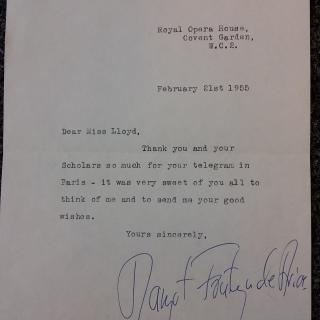 Royal Opera House,
Covent Garden,
W.C.2.
February 21st 1955
Dear Miss Lloyd,
Thank you and your
Scholars so much for your telegram in
Paris - it was very sweet of you all to
think of me and to send me your good
wishes.
Yours sincerely,
Margot Fonteyn de Arias